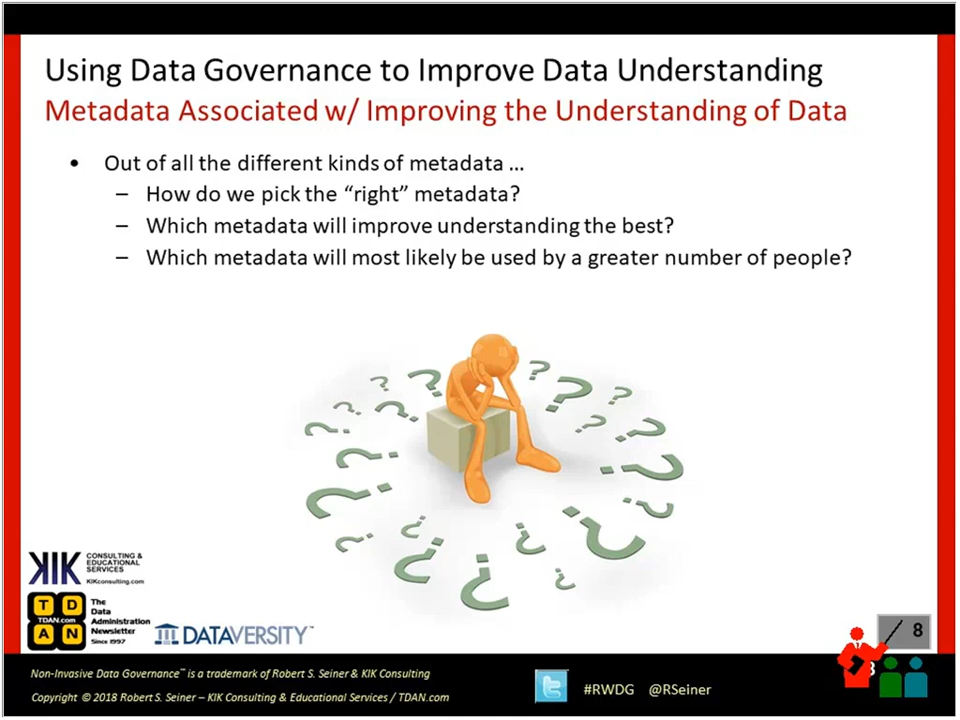 Using Data Governance to Improve Data Understanding
Metadata Associated w/ Improving the Understanding of Data
• Out of all the different kinds of metadata …
– How do we pick the “right” metadata?
– Which metadata will improve understanding the best?
– Which metadata will most likely be used by a greater number of people?
KIK CONSULTING & EDUCATIONAL SERVICES
KIKconsulting.com
T D
TDAN.com
A N
The
Data
Administration
Newsletter
Since 1997
DATAVERSITY™
8
Non-Invasive Data Governance™ is a trademark of Robert S. Seiner & KIK Consulting
Copyright © 2018 Robert S. Seiner – KIK Consulting & Educational Services / TDAN.com
#RWDG @RSeiner